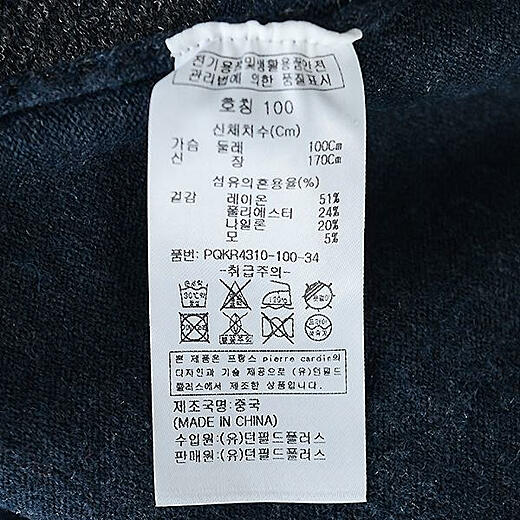 전기용품및생활용품안전
관리법에 의한 품질표시
호칭 100
신체치수(Cm)
가슴 둘레 100Cm
신 장 170Cm
섬유의혼용율(%)
겉감 레이온 51%
폴리에스터 24%
나일론 20%
모 5%
품번: PQKR4310-100-34
-취급주의-
30℃
중성
120℃
본 제품은 프랑스 pierre cardin의
디자인과 기술 제공으로 (유)던필드
플러스에서 제조한 상품
제조국명:중국
(MADE IN CHINA)
수입원:(유)던필드플러스
판매원:(유)던필드플러스